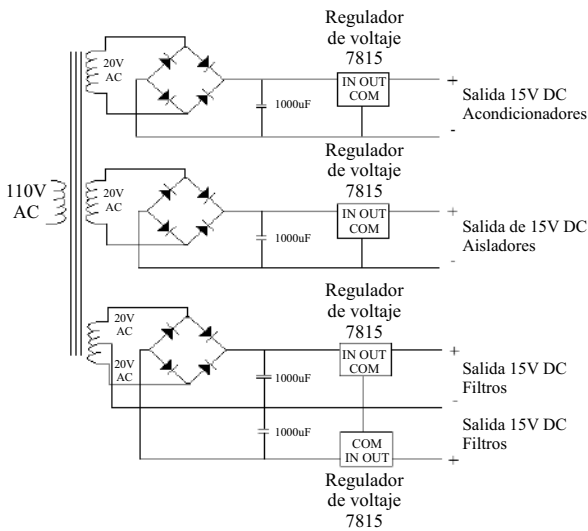 Regulador
de voltaje
7815
20V
AC
IN OUT
COM
+
1000uF
-
Salida 15V DC
Acondicionadores
110V
AC
Regulador
de voltaje
7815
20V
AC
IN OUT
COM
+
1000uF
-
Salida de 15V DC
Aisladores
Regulador
de voltaje
7815
20V
AC
IN OUT
COM
+
20V
AC
1000uF
-
Salida 15V DC
Filtros
1000uF
COM
IN OUT
Salida 15V DC
Filtros
+
Regulador
de voltaje
7815